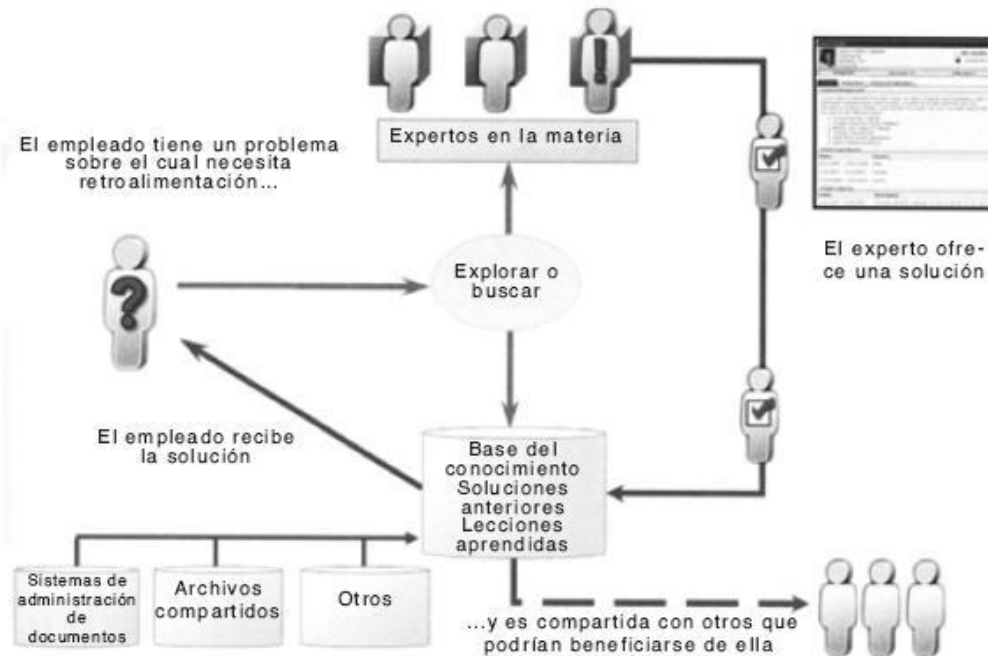 Expertos en la materia
El empleado tiene un problema
sobre el cual necesita
retroalimentación...
Explorar o
buscar
El experto ofre-
ce una solución
El empleado recibe
la solución
Base del
conocimiento
Soluciones
anteriores
Lecciones
aprendidas
Sistemas de
administración
de
documentos
Archivos
compartidos
Otros
...y es compartida con otros que
podrían beneficiarse de ella